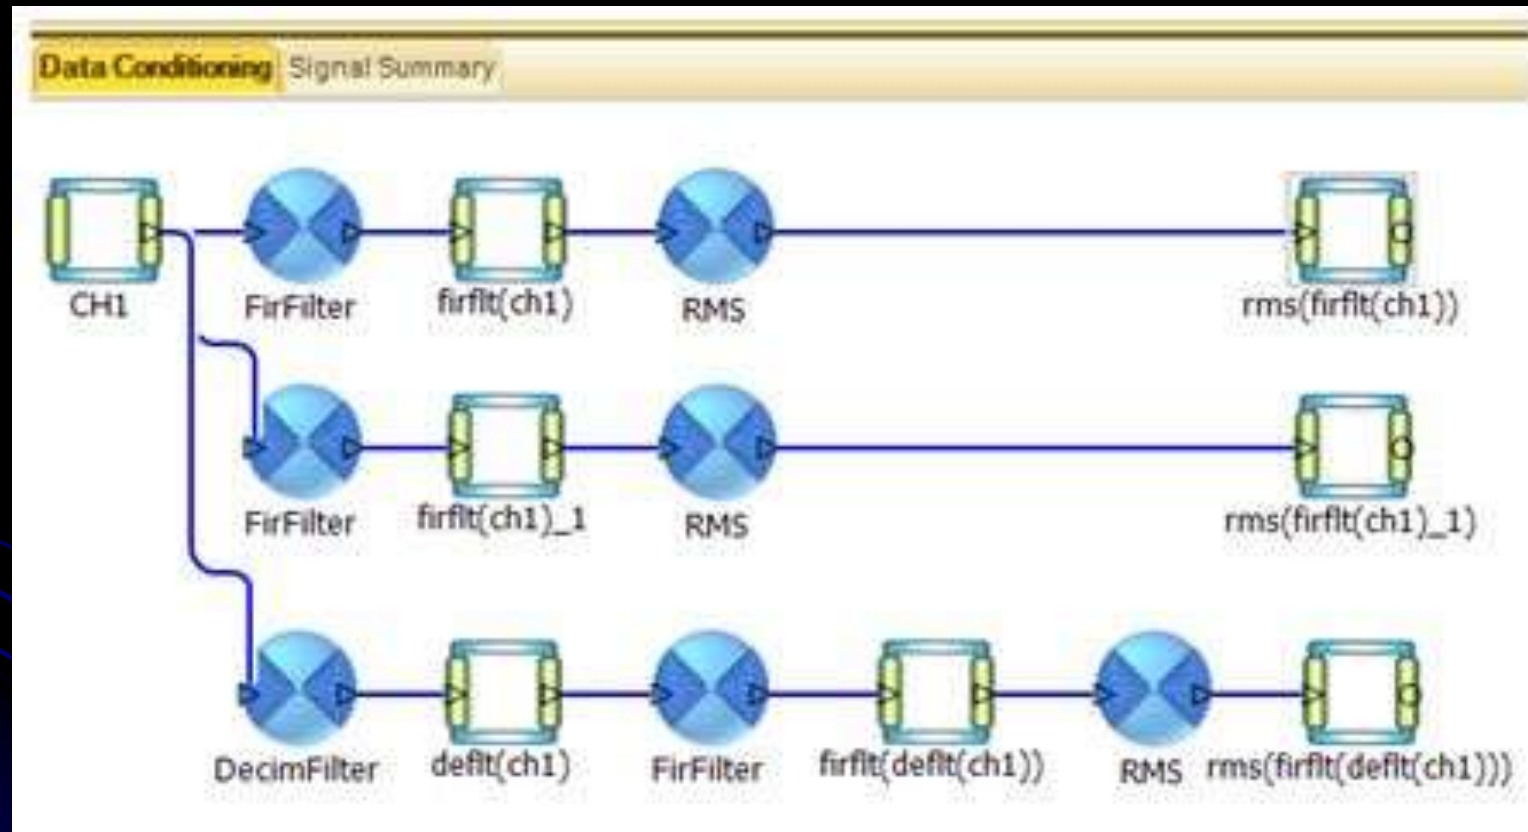 Data Conditioning Signal Summary
CH1 FirFilter firflt(ch1) RMS rms(firflt(ch1))
FirFilter firflt(ch1)_1 RMS rms(firflt(ch1)_1)
DecimFilter deflt(ch1) FirFilter firflt(deflt(ch1)) RMS rms(firflt(deflt(ch1)))